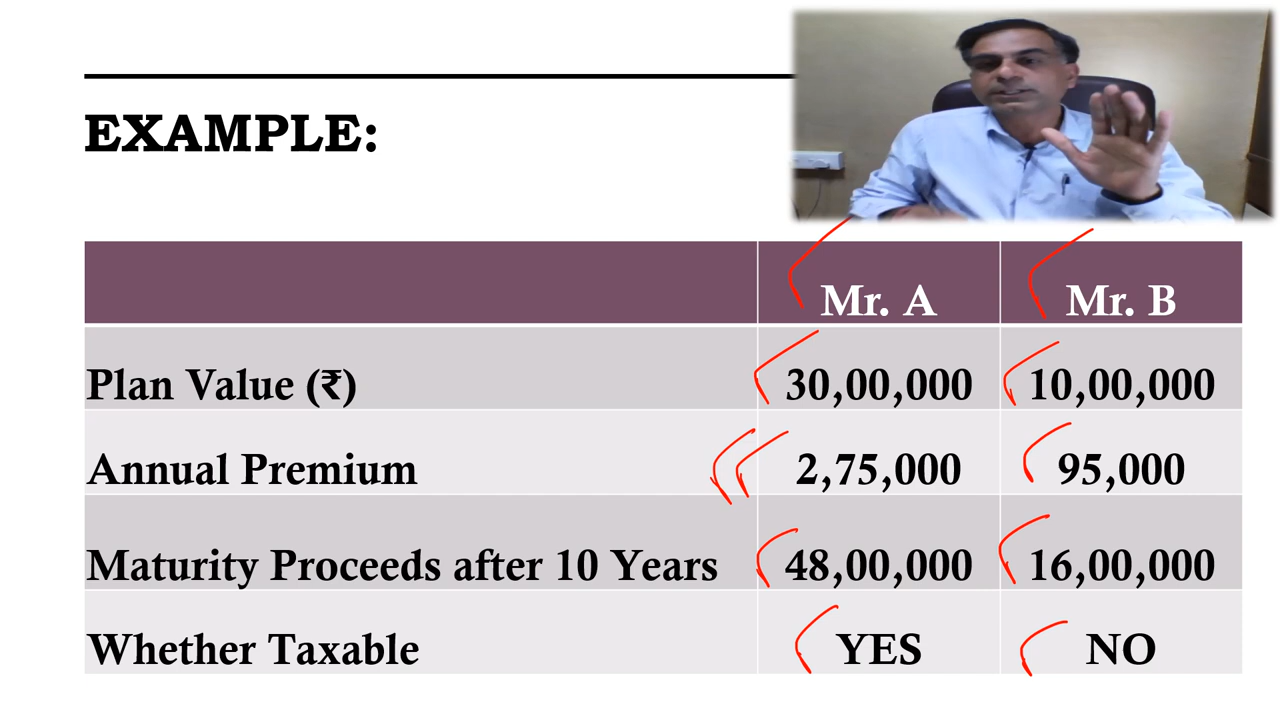 EXAMPLE:
Mr. A Mr. B
Plan Value (₹) 30,00,000 10,00,000
Annual Premium 2,75,000 95,000
Maturity Proceeds after 10 Years 48,00,000 16,00,000
Whether Taxable YES NO